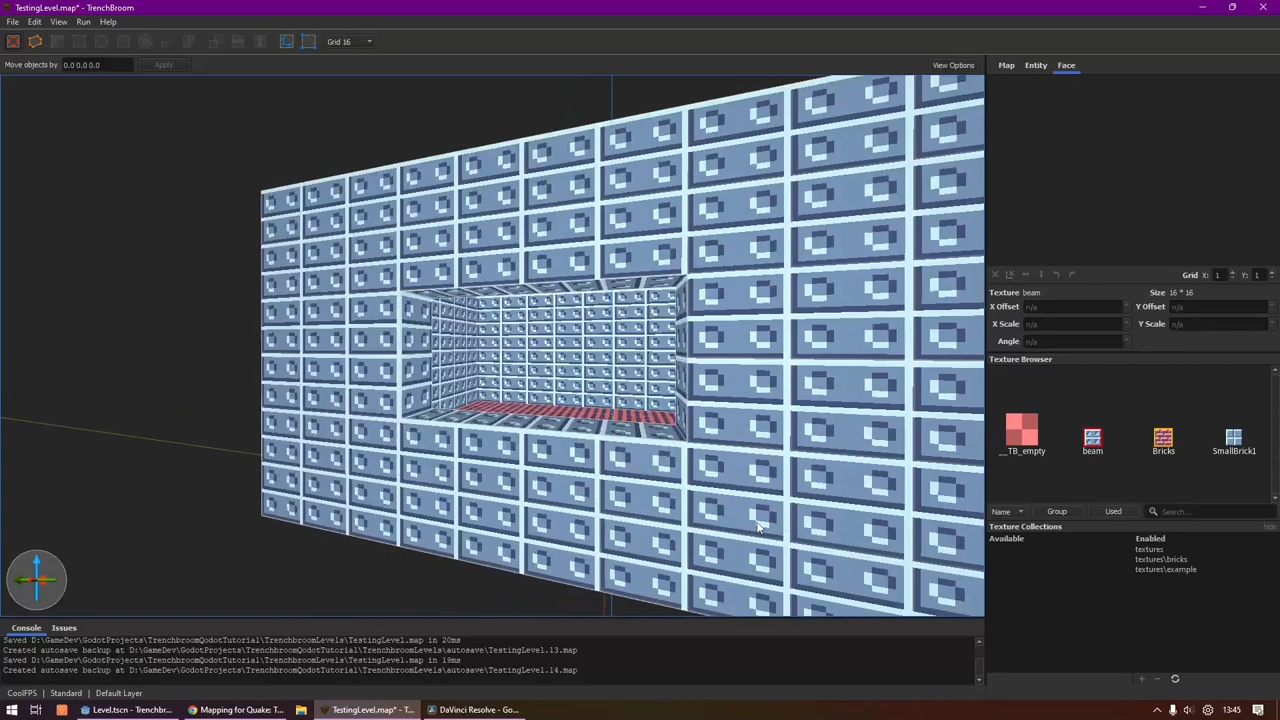 TestingLevel.map* - TrenchBroom
File Edit View Run Help
Grid 16
Move objects by 0.0 0.0 0.0 Apply
View Options
Map Entity Face
Grid X: 1 Y: 1
Texture beam Size 16 * 16
X Offset n/a Y Offset n/a
X Scale n/a Y Scale n/a
Angle n/a
Texture Browser
__TB_empty beam Bricks SmallBrick1
Name Group Used Search...
Texture Collections hide
Available Enabled
textures
textures\bricks
textures\example
Console Issues
Saved D:\GameDev\GodotProjects\TrenchbroomQodotTutorial\TrenchbroomLevels\TestingLevel.map in 20ms
Created autosave backup at D:\GameDev\GodotProjects\TrenchbroomQodotTutorial\TrenchbroomLevels\autosave\TestingLevel.13.map
Saved D:\GameDev\GodotProjects\TrenchbroomQodotTutorial\TrenchbroomLevels\TestingLevel.map in 19ms
Created autosave backup at D:\GameDev\GodotProjects\TrenchbroomQodotTutorial\TrenchbroomLevels\autosave\TestingLevel.14.map
CoolFPS Standard Default Layer
Level.tscn - Trenchbr... Mapping for Quake: T... TestingLevel.map* - T... DaVinci Resolve - Go... 13:45